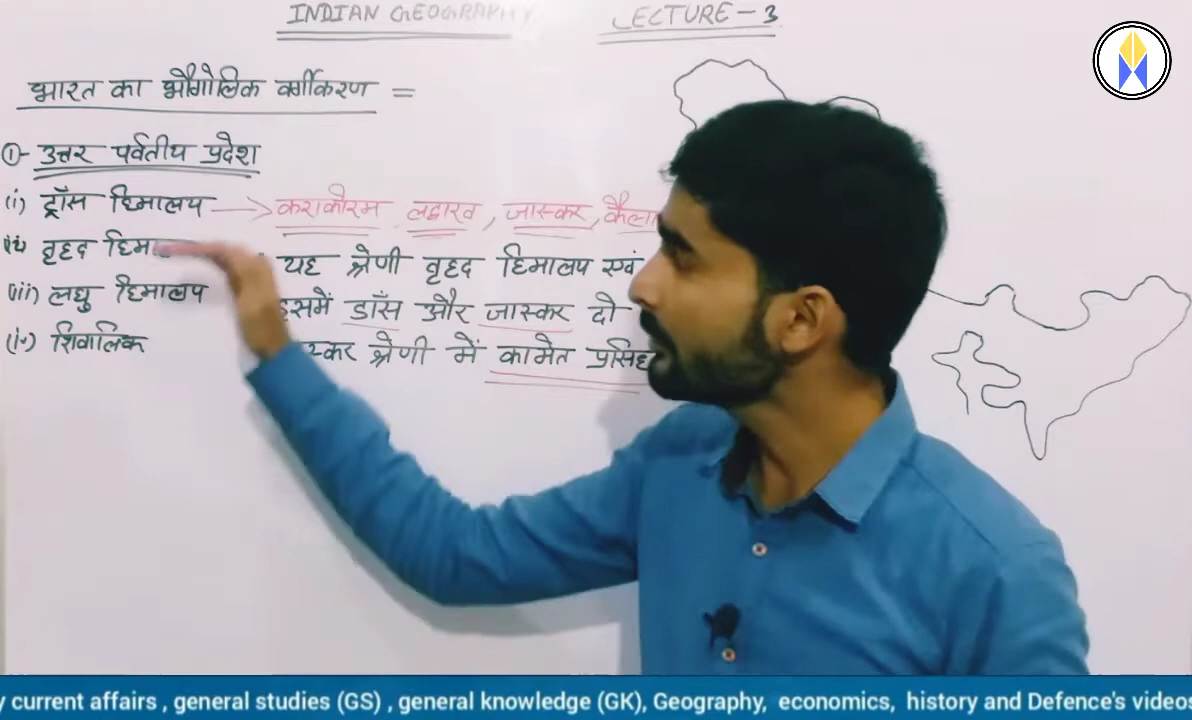 INDIAN GEOGRAPHY LECTURE - 3
भारत का भौगोलिक वर्गीकरण =
①- उत्तर पर्वतीय प्रदेश
(i) ट्रॉस हिमालय → कराकोरम, लद्दाख, जास्कर, कैला
(ii) वृहद हिमा यह श्रेणी वृहद हिमालय एवं
(iii) लघु हिमालय इसमें डॉस और जास्कर दो
(iv) शिवालिक स्कर श्रेणी में कामेत प्रसिद्ध
y current affairs , general studies (GS) , general knowledge (GK), Geography, economics, history and Defence's videos